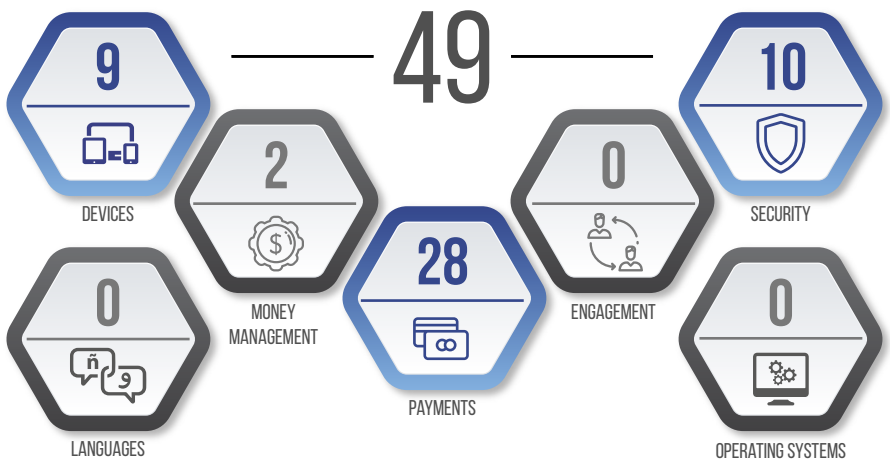 49
9
DEVICES
10
SECURITY
2
MONEY
MANAGEMENT
$
0
ENGAGEMENT
28
PAYMENTS
0
ñ
و
LANGUAGES
0
OPERATING SYSTEMS